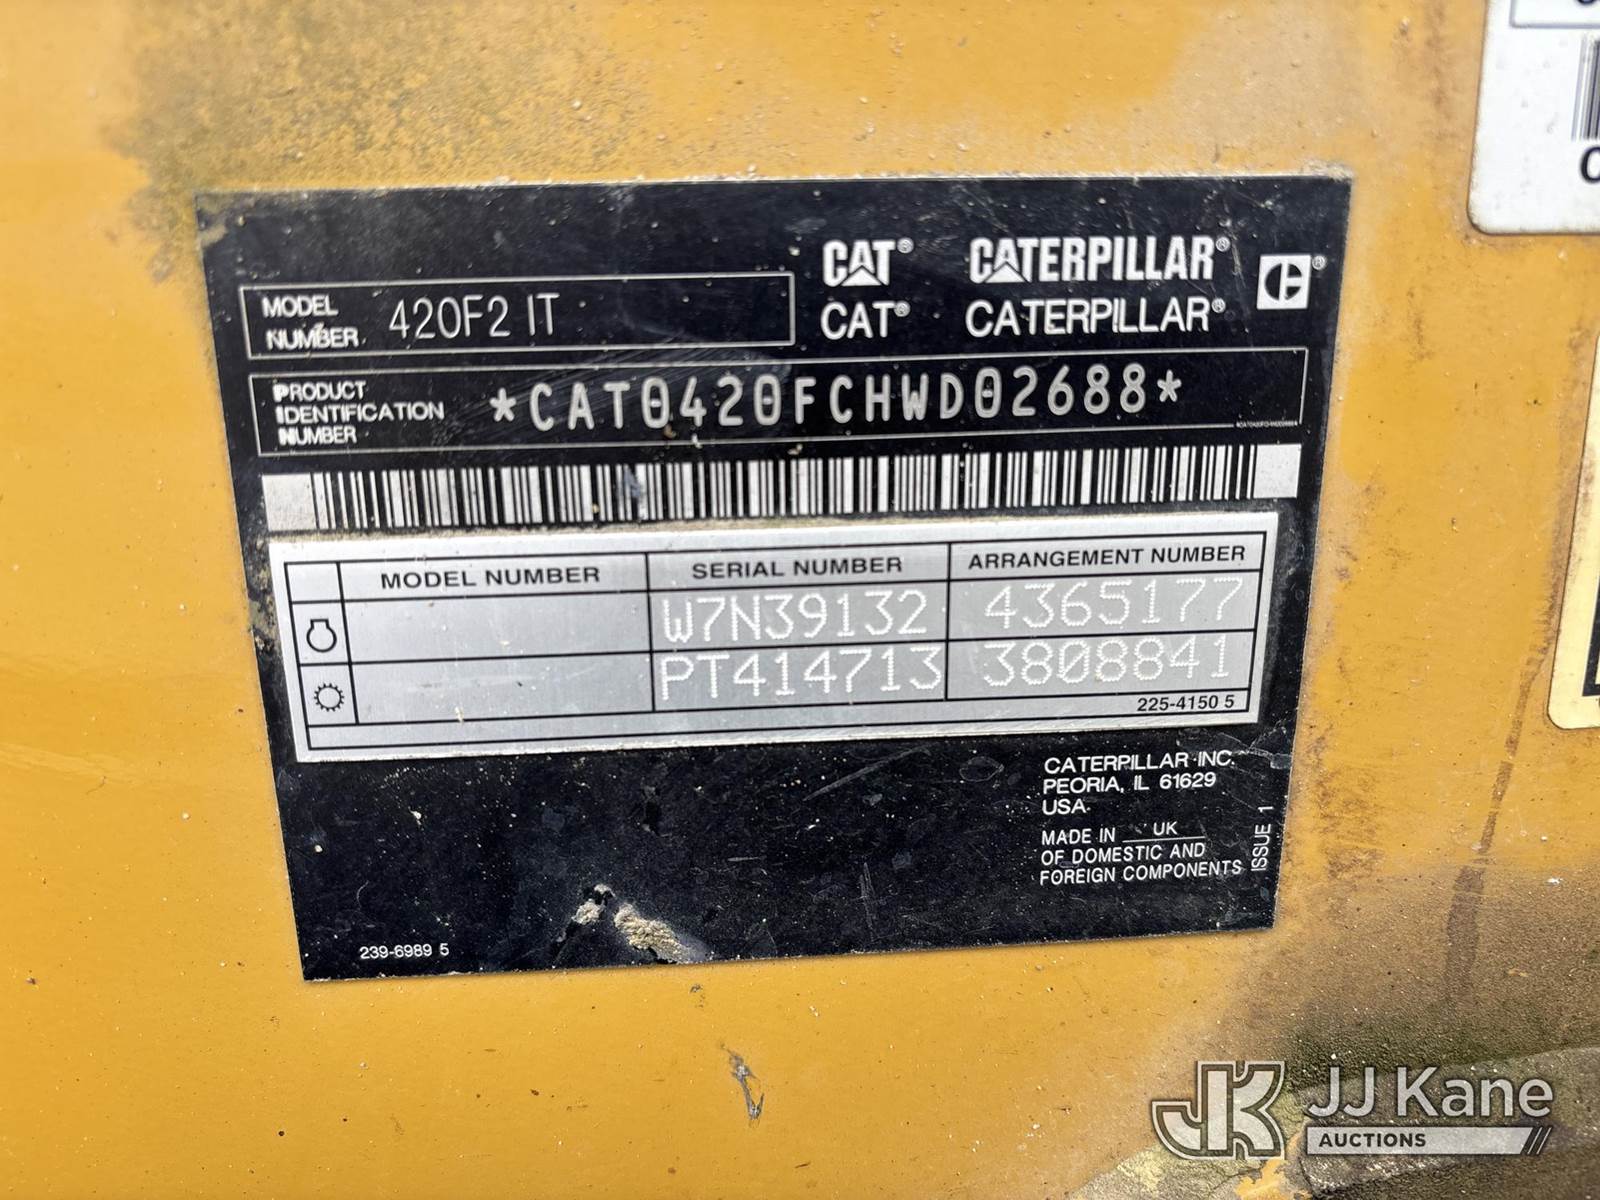 CAT® CATERPILLAR®
MODEL NUMBER 420F2 IT
CAT® CATERPILLAR®
PRODUCT IDENTIFICATION NUMBER *CAT0420FCHWD02688*
MODEL NUMBER SERIAL NUMBER ARRANGEMENT NUMBER
W7N39132 4365177
PT414713 3808841
225-4150 5
CATERPILLAR INC.
PEORIA, IL 61629
USA
MADE IN UK
OF DOMESTIC AND
FOREIGN COMPONENTS
ISSUE 1
239-6989 5
JK JJ Kane
AUCTIONS